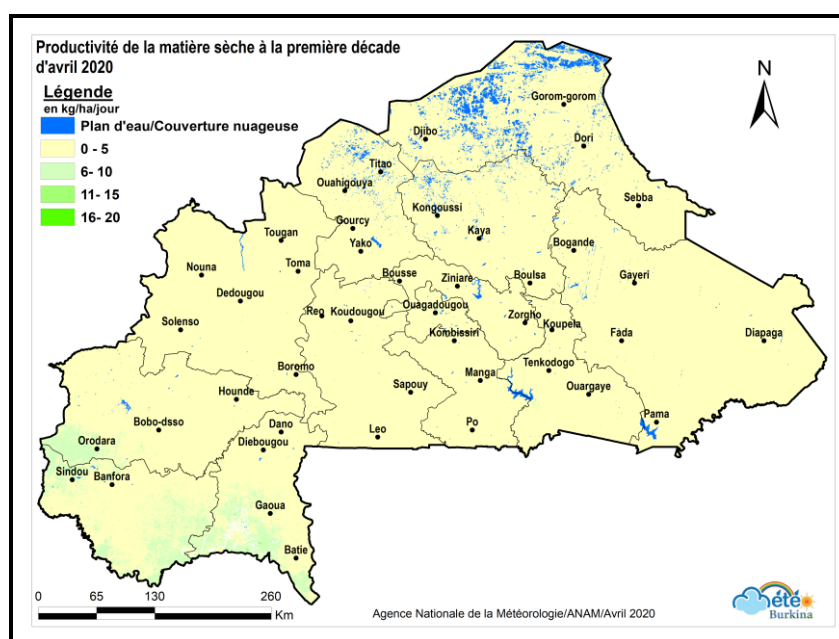 Productivité de la matière sèche à la première décade
d'avril 2020
Légende
en kg/ha/jour
Plan d'eau/Couverture nuageuse
0 - 5
6 - 10
11- 15
16- 20
N
Gorom-gorom
Djibo
Dori
Titao
Ouahigouya
Sebba
Kongoussi
Gourcy
Tougan
Kaya
Yako
Bogande
Toma
Nouna
Bousse
Ziniare
Boulsa
Gayeri
Dedougou
Reo
Koudougou
Ouagadougou
Zorgho
Koupela
Solenso
Kombissiri
Fada
Diapaga
Boromo
Tenkodogo
Manga
Hounde
Sapouy
Ouargaye
Pama
Bobo-dsso
Dano
Leo
Po
Orodara
Diebougou
Sindou
Banfora
Gaoua
Batie
0 65 130 260
Km
Agence Nationale de la Météorologie/ANAM/Avril 2020
Météo
Burkina